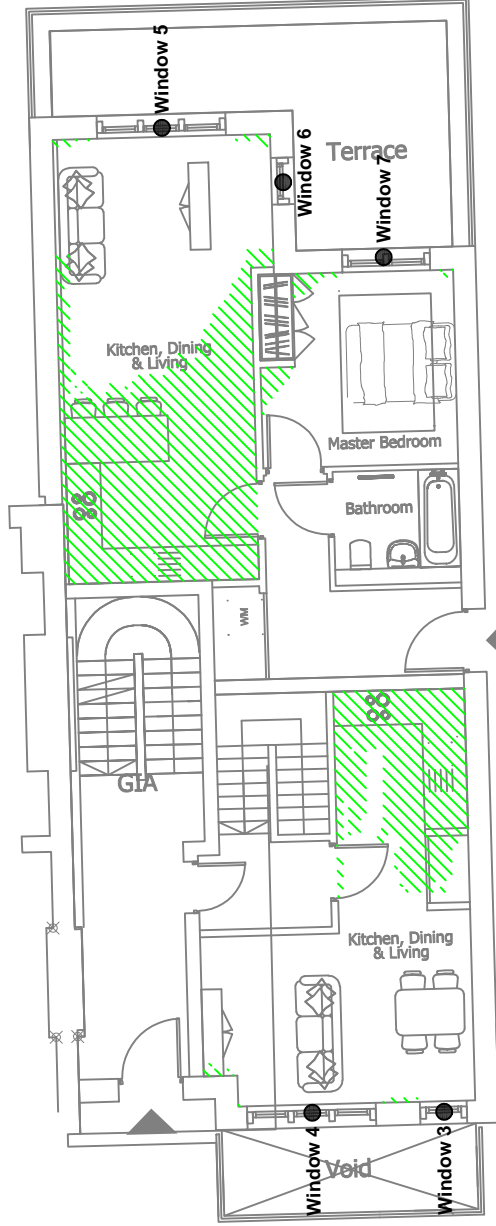 Window 5
Window 6
Terrace
Window 7
Kitchen, Dining
& Living
Master Bedroom
Bathroom
WM
GIA
Kitchen, Dining
& Living
Window 4
Void
Window 3